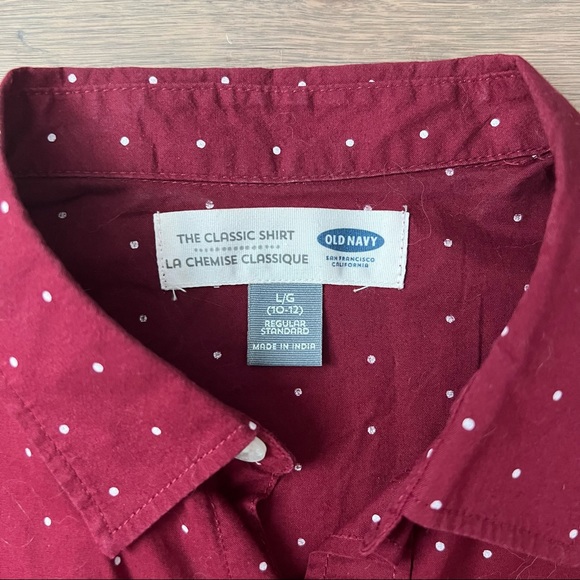 THE CLASSIC SHIRT
LA CHEMISE CLASSIQUE
OLD NAVY
SAN FRANCISCO
CALIFORNIA
L/G
(10-12)
REGULAR
STANDARD
MADE IN INDIA